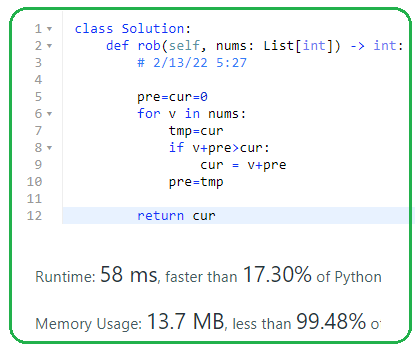 1 class Solution:
2 def rob(self, nums: List[int]) -> int:
3 # 2/13/22 5:27
4
5 pre=cur=0
6 for v in nums:
7 tmp=cur
8 if v+pre>cur:
9 cur = v+pre
10 pre=tmp
11
12 return cur
Runtime: 58 ms, faster than 17.30% of Python
Memory Usage: 13.7 MB, less than 99.48%